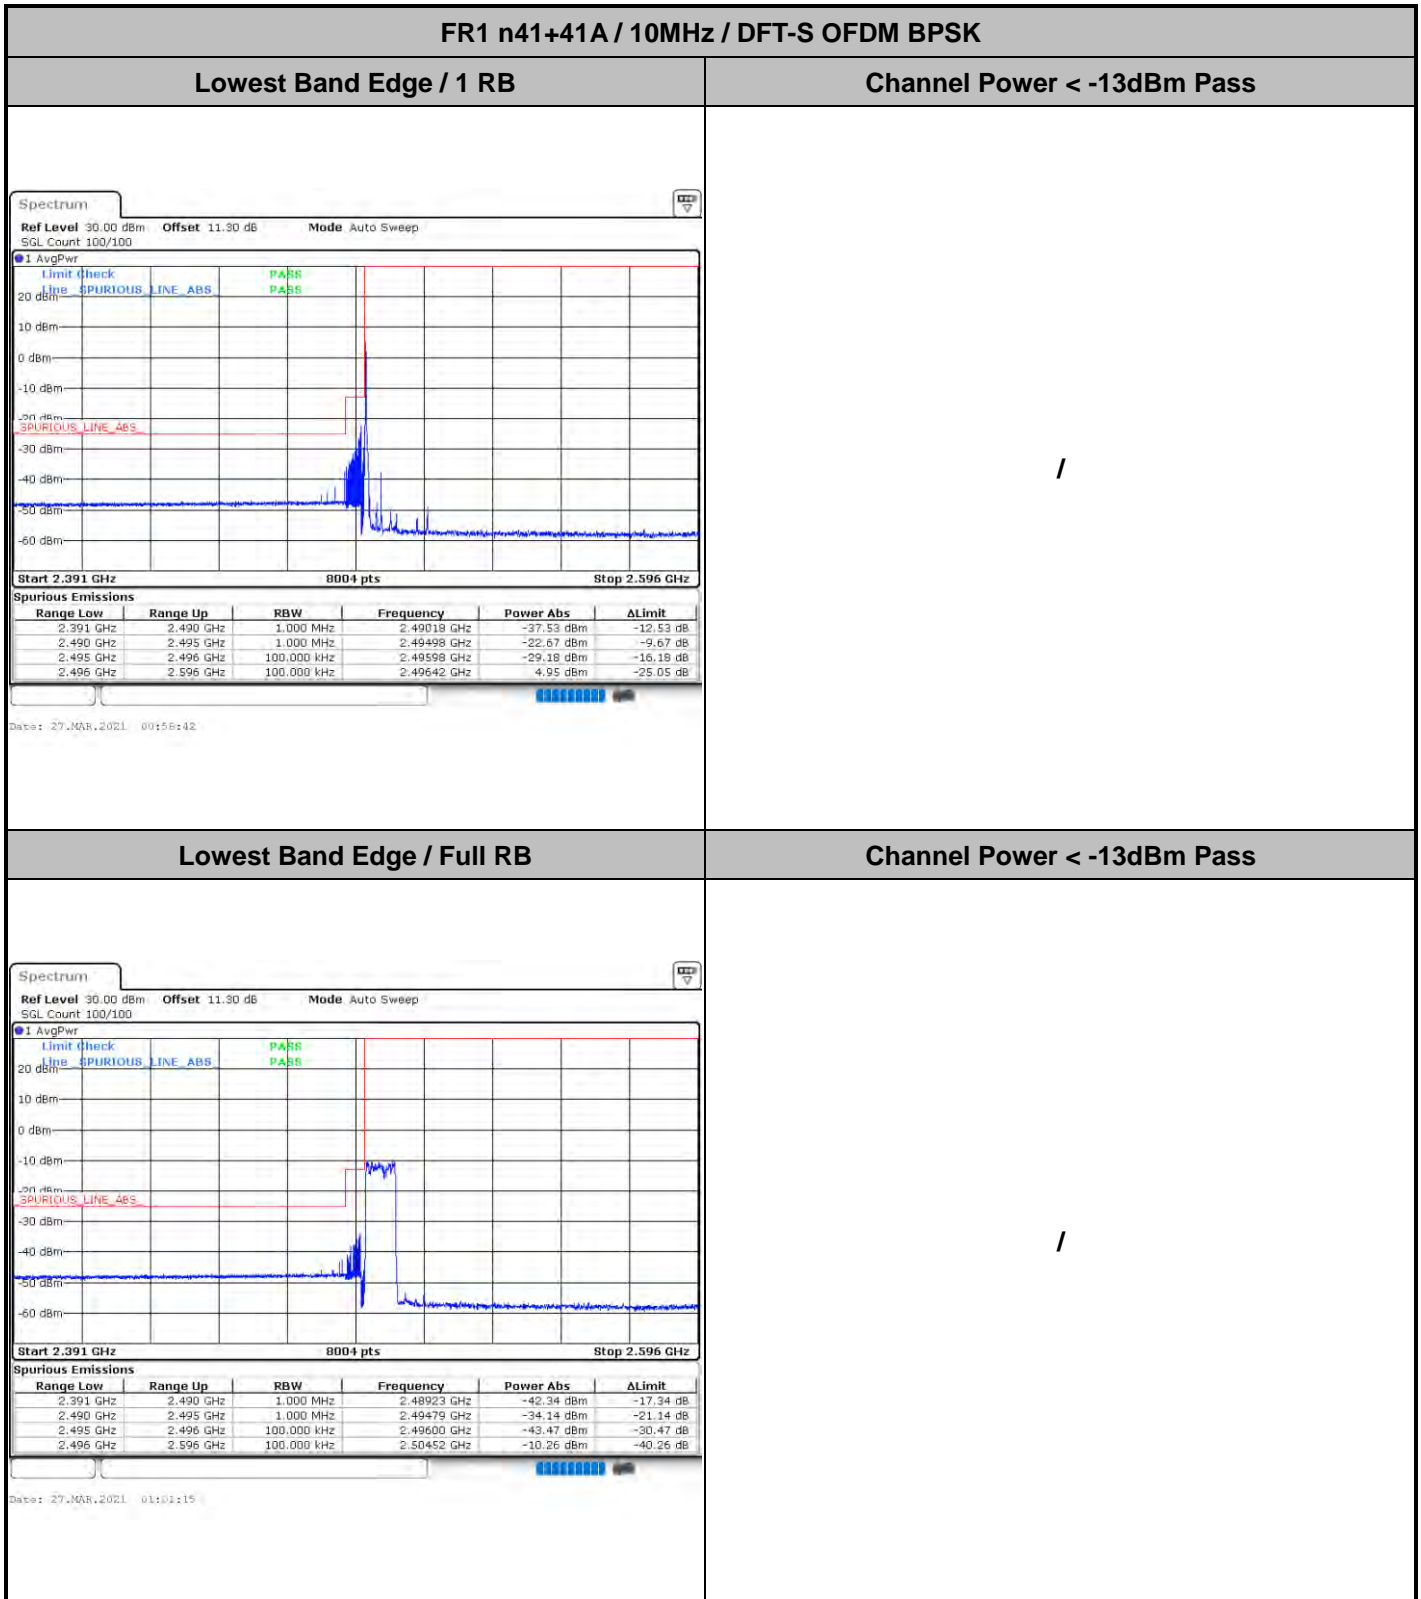 FR1 n41+41A / 10MHz / DFT-S OFDM BPSK
Lowest Band Edge / 1 RB
Channel Power < -13dBm Pass
Spectrum
Ref Level 30.00 dBm Offset 11.30 dB Mode Auto Sweep
SGL Count 100/100
1 AvgPwr
Limit Check PASS
Line _SPURIOUS_LINE_ABS_ PASS
20 dBm
10 dBm
0 dBm
-10 dBm
-20 dBm
_SPURIOUS_LINE_ABS_
-30 dBm
-40 dBm
-50 dBm
-60 dBm
Start 2.391 GHz 8004 pts Stop 2.596 GHz
Spurious Emissions
Range Low Range Up RBW Frequency Power Abs ΔLimit
2.391 GHz 2.490 GHz 1.000 MHz 2.49018 GHz -37.53 dBm -12.53 dB
2.490 GHz 2.495 GHz 1.000 MHz 2.49498 GHz -22.67 dBm -9.67 dB
2.495 GHz 2.496 GHz 100.000 kHz 2.49598 GHz -29.18 dBm -16.18 dB
2.496 GHz 2.596 GHz 100.000 kHz 2.49642 GHz 4.95 dBm -25.05 dB
Date: 27.MAR.2021 00:58:42
/
Lowest Band Edge / Full RB
Channel Power < -13dBm Pass
Spectrum
Ref Level 30.00 dBm Offset 11.30 dB Mode Auto Sweep
SGL Count 100/100
1 AvgPwr
Limit Check PASS
Line _SPURIOUS_LINE_ABS_ PASS
20 dBm
10 dBm
0 dBm
-10 dBm
-20 dBm
_SPURIOUS_LINE_ABS_
-30 dBm
-40 dBm
-50 dBm
-60 dBm
Start 2.391 GHz 8004 pts Stop 2.596 GHz
Spurious Emissions
Range Low Range Up RBW Frequency Power Abs ΔLimit
2.391 GHz 2.490 GHz 1.000 MHz 2.48923 GHz -42.34 dBm -17.34 dB
2.490 GHz 2.495 GHz 1.000 MHz 2.49479 GHz -34.14 dBm -21.14 dB
2.495 GHz 2.496 GHz 100.000 kHz 2.49600 GHz -43.47 dBm -30.47 dB
2.496 GHz 2.596 GHz 100.000 kHz 2.50452 GHz -10.26 dBm -40.26 dB
Date: 27.MAR.2021 01:01:15
/